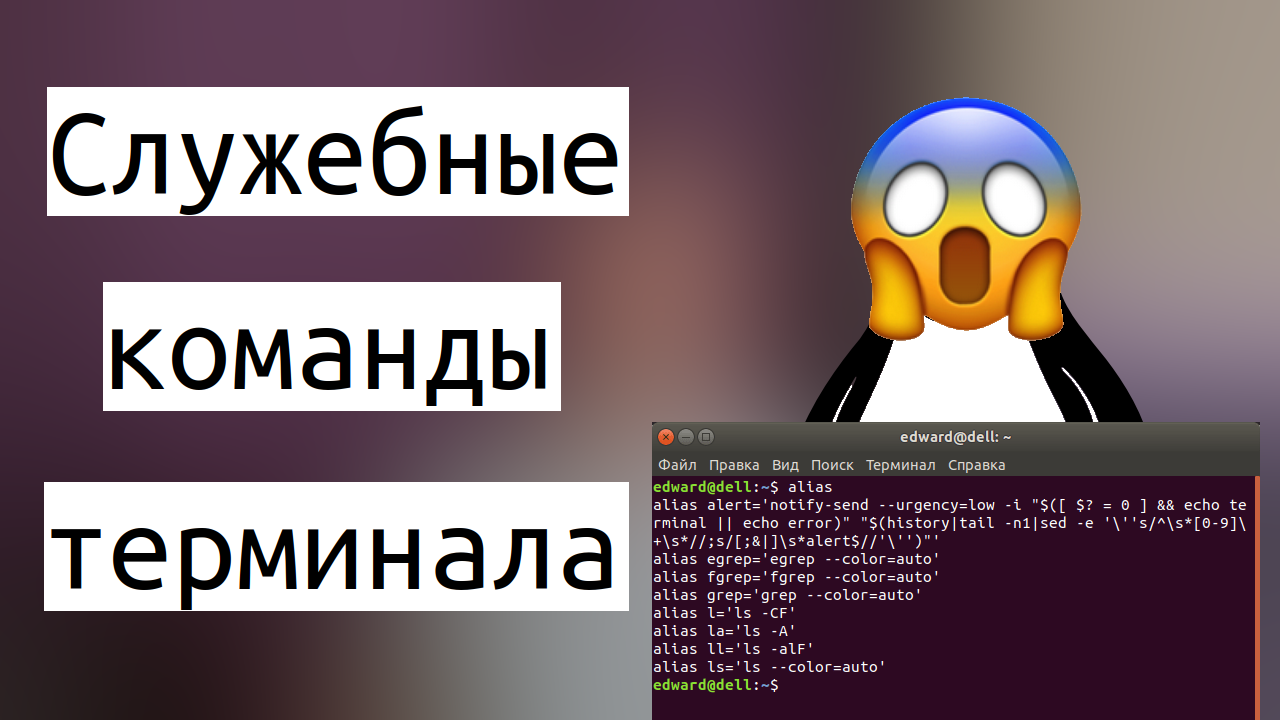 Служебные
команды
терминала
edward@dell: ~
Файл Правка Вид Поиск Терминал Справка
edward@dell:~$ alias
alias alert='notify-send --urgency=low -i "$([ $? = 0 ] && echo te
rminal || echo error)" "$(history|tail -n1|sed -e '\''s/^\s*[0-9]\
+\s*//;s/[;&|]\s*alert$//'\'')"'
alias egrep='egrep --color=auto'
alias fgrep='fgrep --color=auto'
alias grep='grep --color=auto'
alias l='ls -CF'
alias la='ls -A'
alias ll='ls -alF'
alias ls='ls --color=auto'
edward@dell:~$